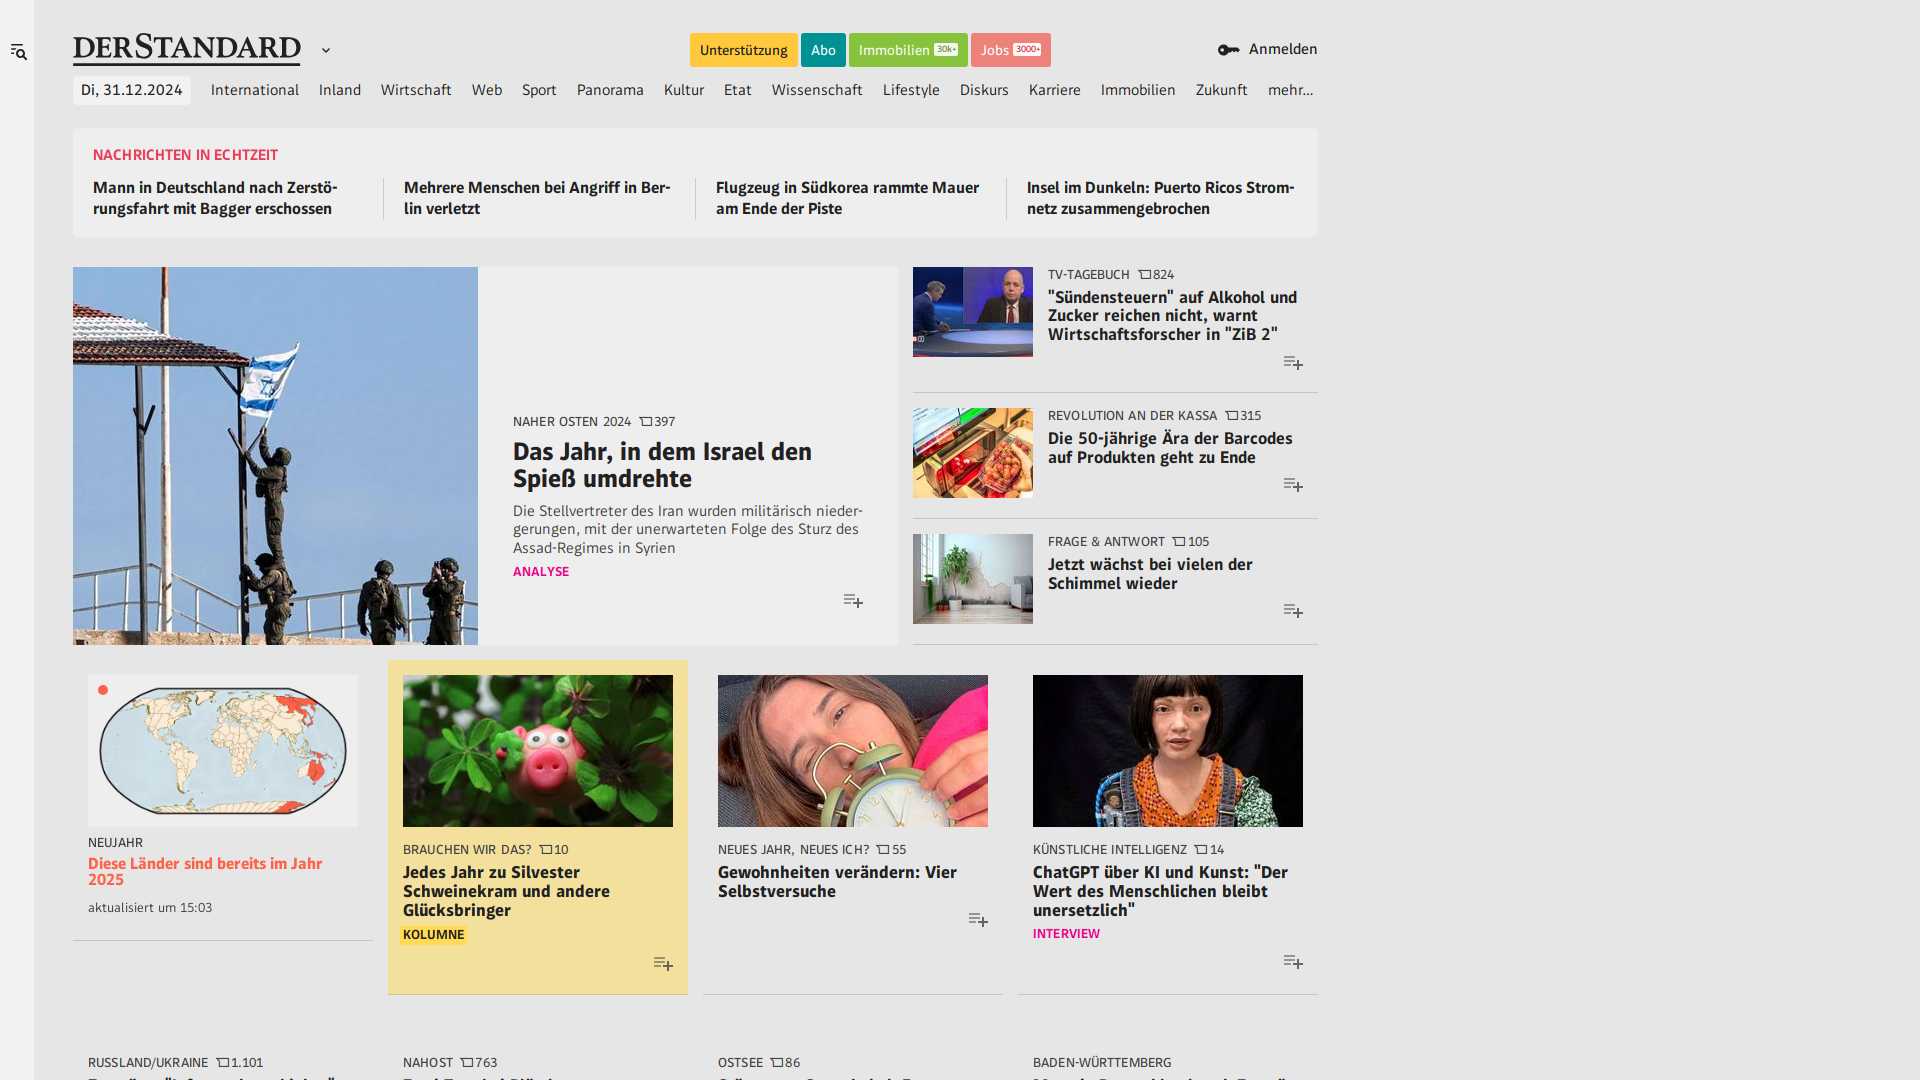 DERSTANDARD
Unterstützung
Abo
Immobilien 30k+
Jobs 3000+
Anmelden
Di, 31.12.2024
International
Inland
Wirtschaft
Web
Sport
Panorama
Kultur
Etat
Wissenschaft
Lifestyle
Diskurs
Karriere
Immobilien
Zukunft
mehr...
NACHRICHTEN IN ECHTZEIT
Mann in Deutschland nach Zerstö-
rungsfahrt mit Bagger erschossen
Mehrere Menschen bei Angriff in Ber-
lin verletzt
Flugzeug in Südkorea rammte Mauer
am Ende der Piste
Insel im Dunkeln: Puerto Ricos Strom-
netz zusammengebrochen
NAHER OSTEN 2024 397
Das Jahr, in dem Israel den
Spieß umdrehte
Die Stellvertreter des Iran wurden militärisch nieder-
gerungen, mit der unerwarteten Folge des Sturz des
Assad-Regimes in Syrien
ANALYSE
TV-TAGEBUCH 824
"Sündensteuern" auf Alkohol und
Zucker reichen nicht, warnt
Wirtschaftsforscher in "ZiB 2"
REVOLUTION AN DER KASSA 315
Die 50-jährige Ära der Barcodes
auf Produkten geht zu Ende
FRAGE & ANTWORT 105
Jetzt wächst bei vielen der
Schimmel wieder
NEUJAHR
Diese Länder sind bereits im Jahr
2025
aktualisiert um 15:03
BRAUCHEN WIR DAS? 10
Jedes Jahr zu Silvester
Schweinekram und andere
Glücksbringer
KOLUMNE
NEUES JAHR, NEUES ICH? 55
Gewohnheiten verändern: Vier
Selbstversuche
KÜNSTLICHE INTELLIGENZ 14
ChatGPT über KI und Kunst: "Der
Wert des Menschlichen bleibt
unersetzlich"
INTERVIEW
RUSSLAND/UKRAINE 1.101
NAHOST 763
OSTSEE 86
BADEN-WÜRTTEMBERG